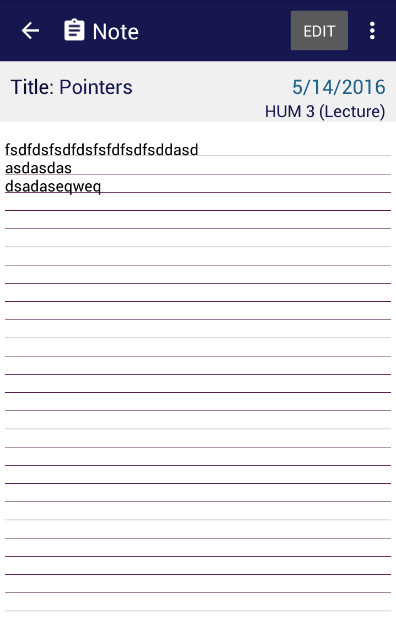 Note
EDIT
Title: Pointers
5/14/2016
HUM 3 (Lecture)
fsdfdsfsdfdsfsfdfsdfsddasd
asdasdas
dsadaseqweq